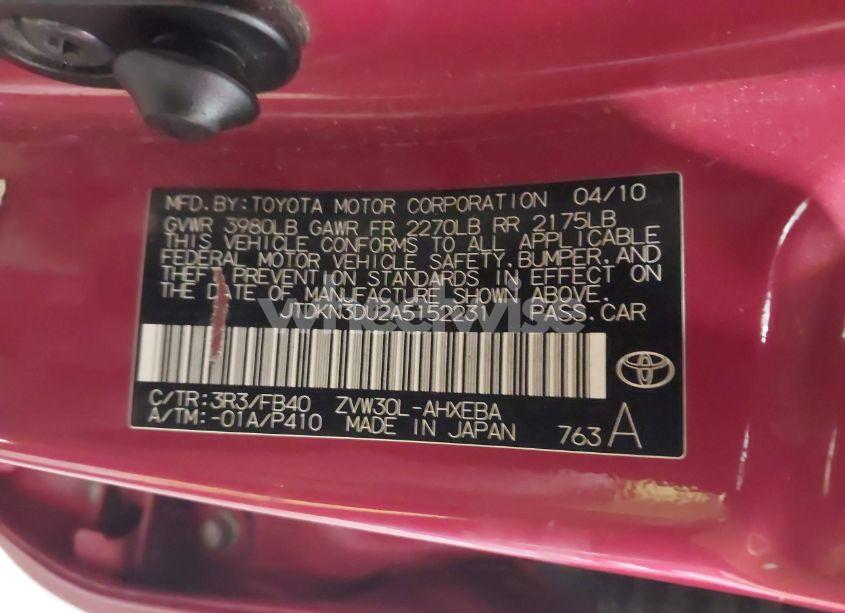 MFD. BY: TOYOTA MOTOR CORPORATION 04/10
GVWR 3980LB GAWR FR 2270LB RR 2175LB
THIS VEHICLE CONFORMS TO ALL APPLICABLE
FEDERAL MOTOR VEHICLE SAFETY, BUMPER, AND
THEFT PREVENTION STANDARDS IN EFFECT ON
THE DATE OF MANUFACTURE SHOWN ABOVE.
JTDKN3DU2A5152231 PASS. CAR
wheelwise
C/TR: 3R3/FB40 ZVW30L-AHXEBA
A/TM: -01A/P410 MADE IN JAPAN 763 A